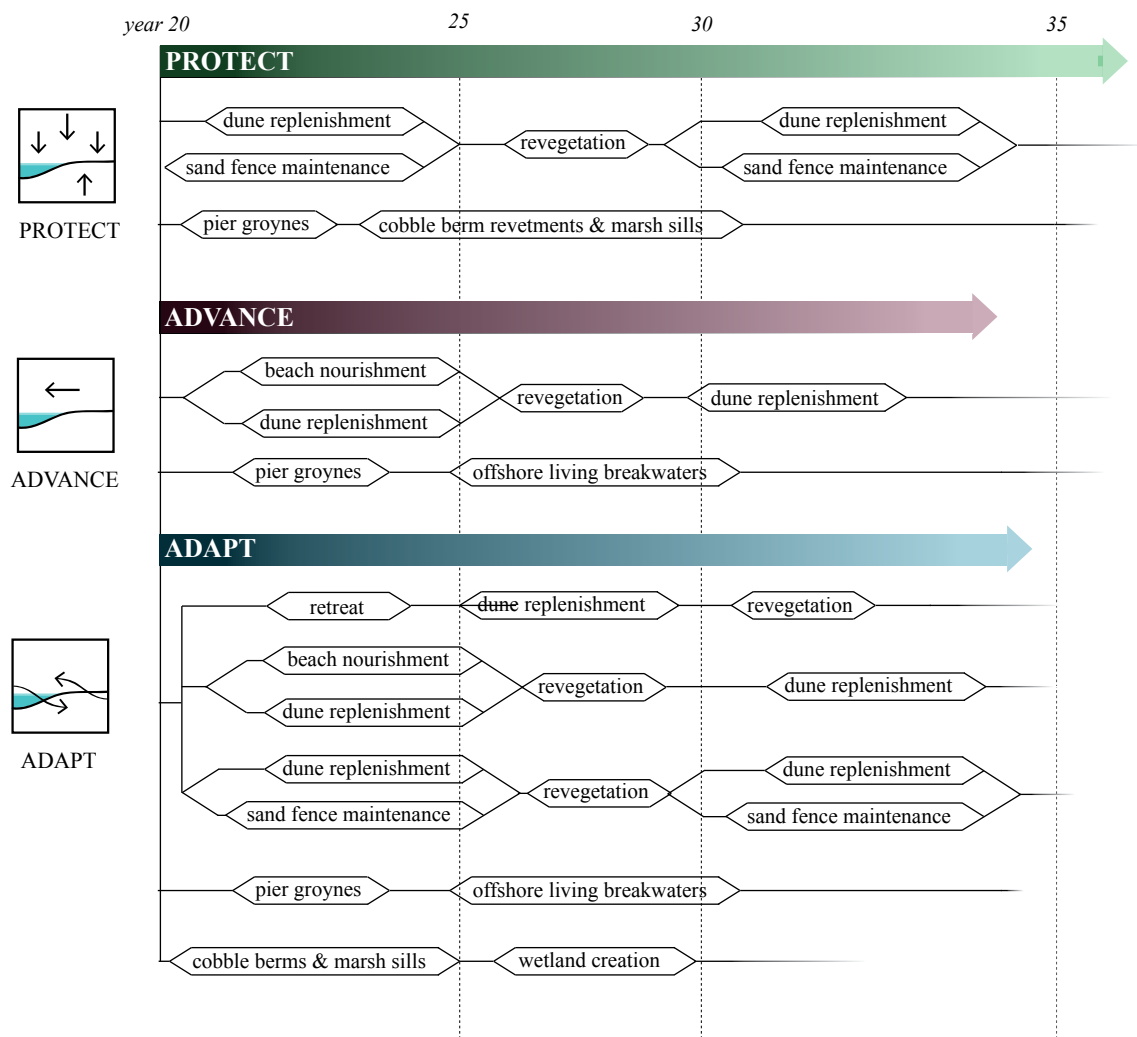 year 20
25
30
35
PROTECT
dune replenishment
dune replenishment
revegetation
sand fence maintenance
sand fence maintenance
PROTECT
pier groynes
cobble berm revetments & marsh sills
ADVANCE
beach nourishment
revegetation
dune replenishment
dune replenishment
ADVANCE
pier groynes
offshore living breakwaters
ADAPT
retreat
dune replenishment
revegetation
beach nourishment
revegetation
dune replenishment
dune replenishment
ADAPT
dune replenishment
dune replenishment
revegetation
sand fence maintenance
sand fence maintenance
pier groynes
offshore living breakwaters
cobble berms & marsh sills
wetland creation